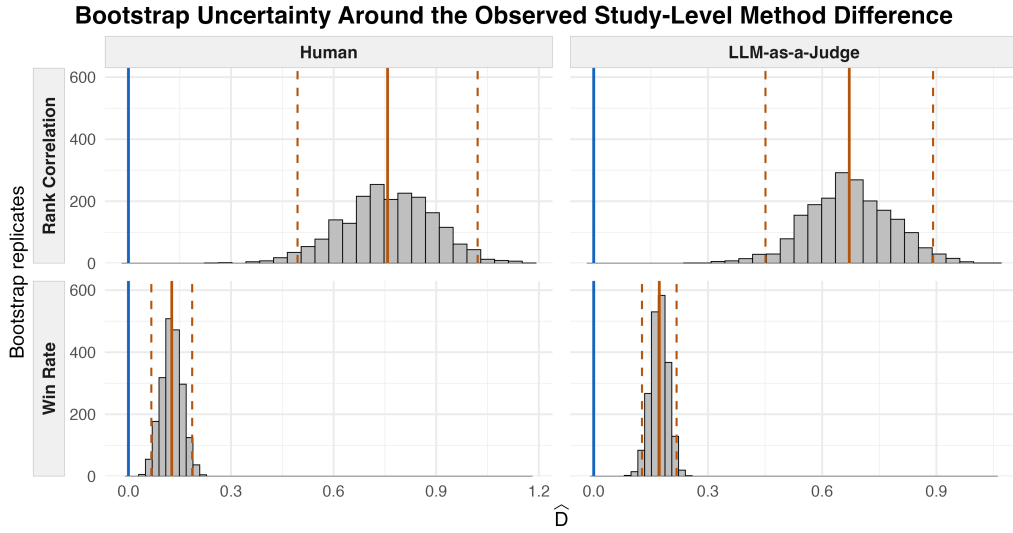 Bootstrap Uncertainty Around the Observed Study-Level Method Difference
Human
LLM-as-a-Judge
Bootstrap replicates
Rank Correlation
600
400
200
0
Win Rate
600
400
200
0
0.0 0.3 0.6 0.9 1.2
0.0 0.3 0.6 0.9
D̂